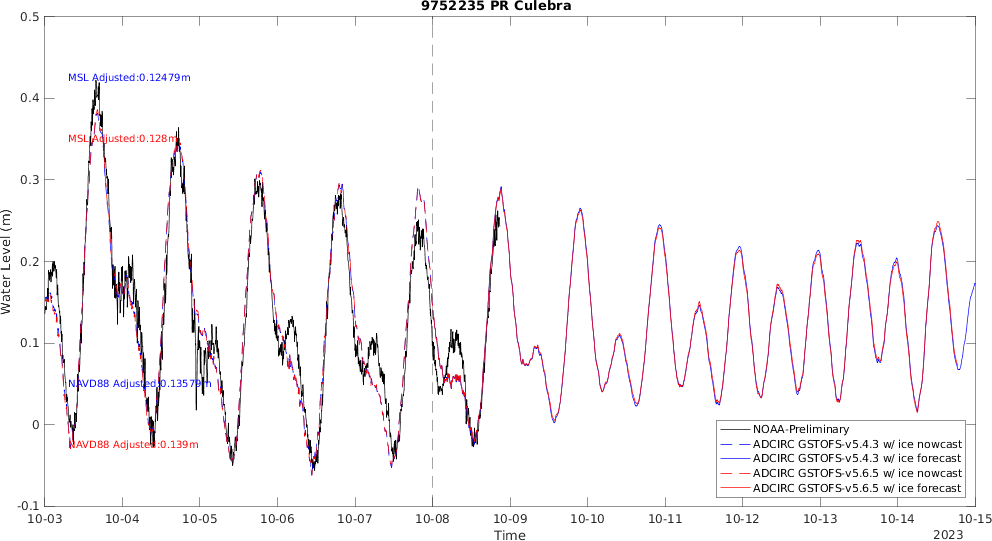 9752235 PR Culebra
0.5
0.4
0.3
0.2
0.1
0
-0.1
Water Level (m)
MSL Adjusted:0.12479m
MSL Adjusted:0.128m
NAVD88 Adjusted:0.13579m
NAVD88 Adjusted:0.139m
NOAA-Preliminary
ADCIRC GSTOFS-v5.4.3 w/ ice nowcast
ADCIRC GSTOFS-v5.4.3 w/ ice forecast
ADCIRC GSTOFS-v5.6.5 w/ ice nowcast
ADCIRC GSTOFS-v5.6.5 w/ ice forecast
10-03 10-04 10-05 10-06 10-07 10-08 10-09 10-10 10-11 10-12 10-13 10-14 10-15
Time
2023